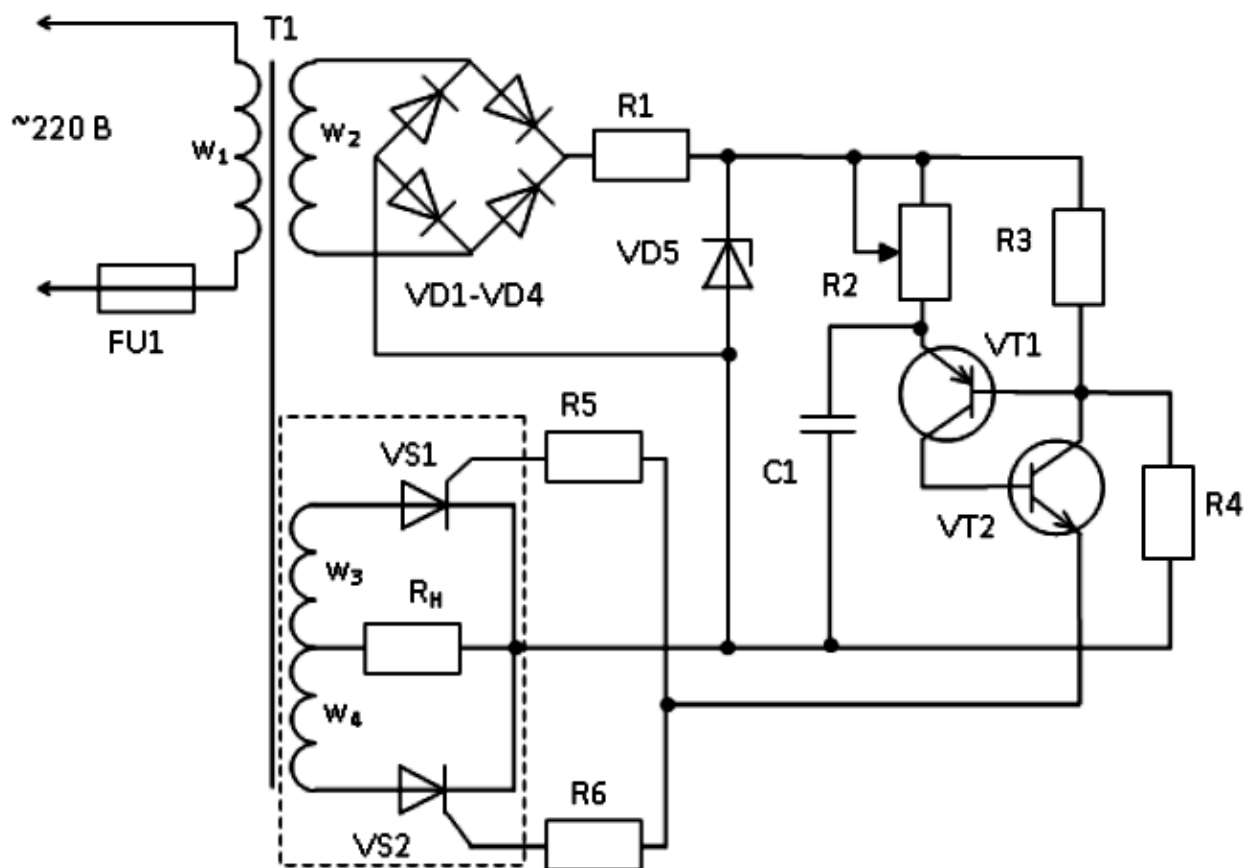 T1
~220 В
w₁
w₂
R1
FU1
VD1-VD4
VD5
R2
R3
VT1
C1
VT2
R4
R5
VS1
w₃
Rн
w₄
VS2
R6